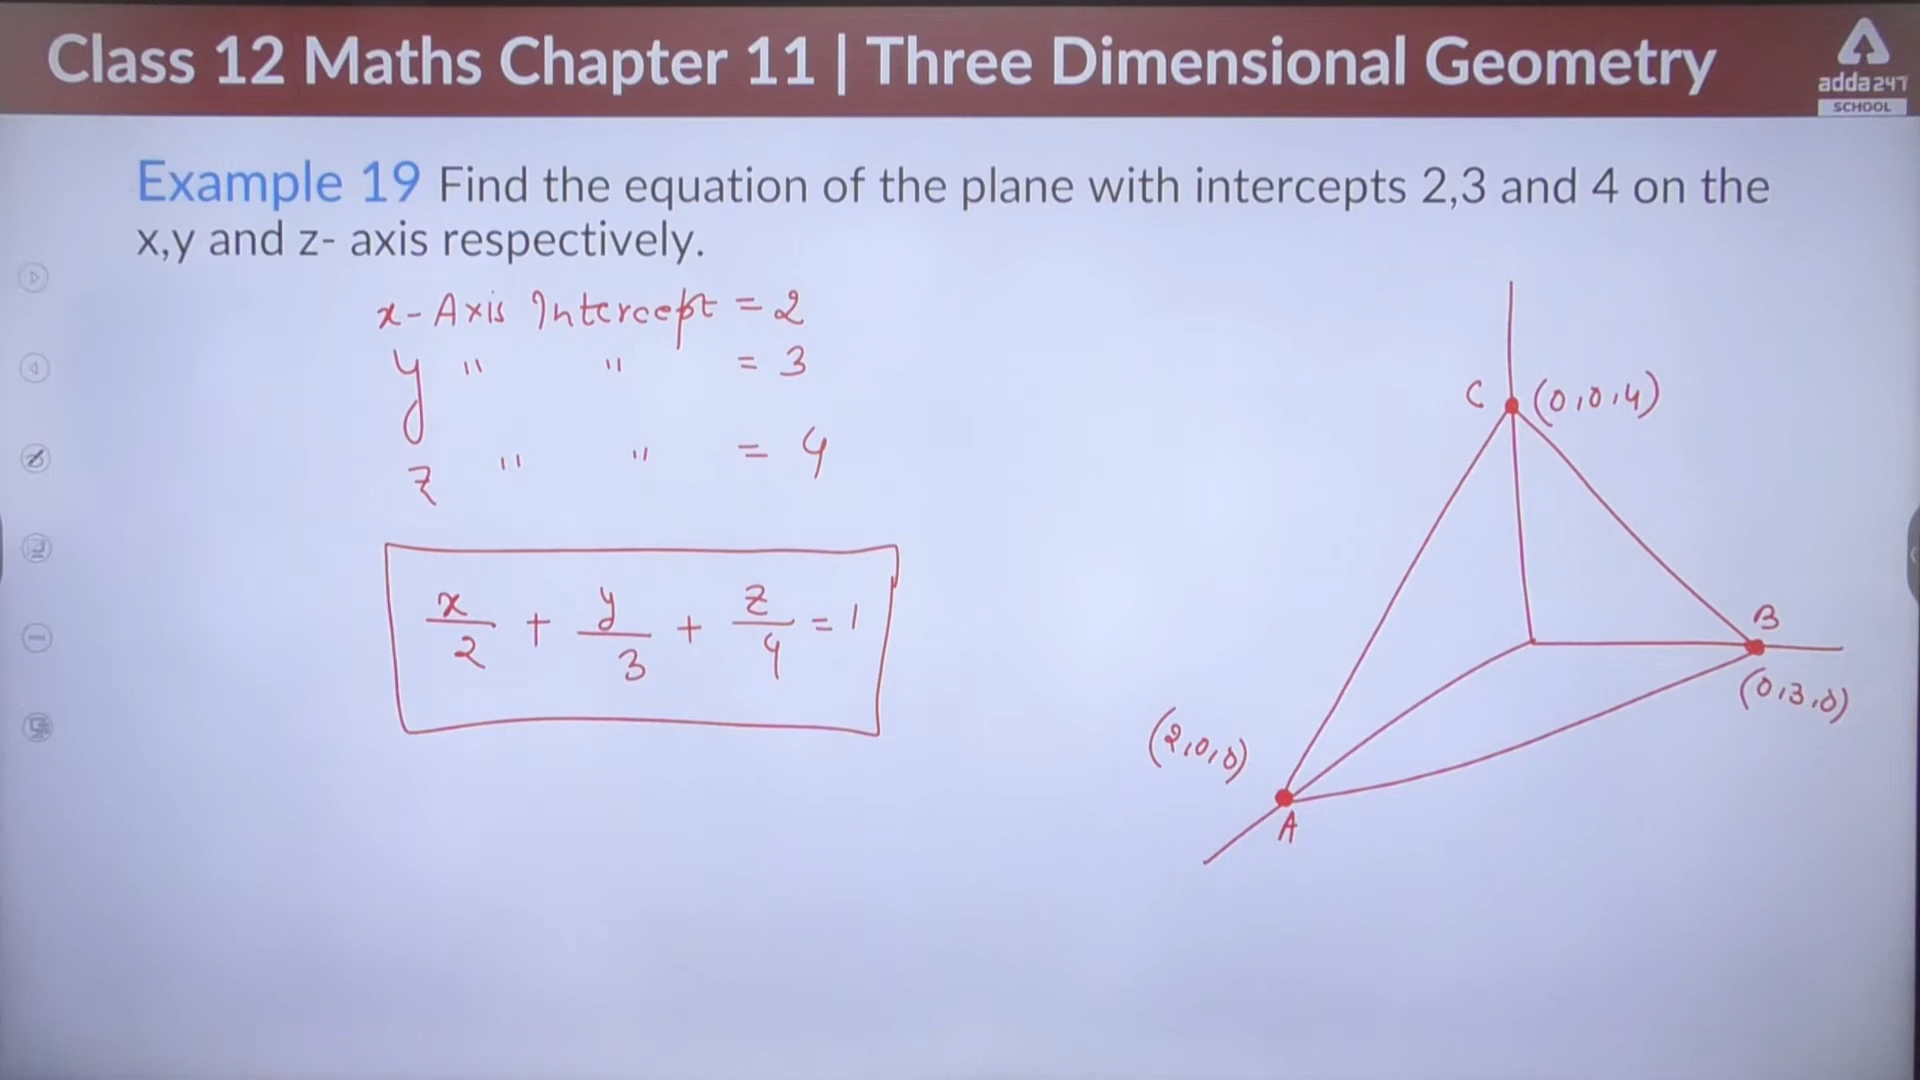 Class 12 Maths Chapter 11 | Three Dimensional Geometry
adda247
SCHOOL
Example 19 Find the equation of the plane with intercepts 2,3 and 4 on the
x,y and z- axis respectively.
x-Axis Intercept = 2
y " " = 3
z " " = 4
x/2 + y/3 + z/4 = 1
C (0,0,4)
B
(0,3,0)
(2,0,0)
A